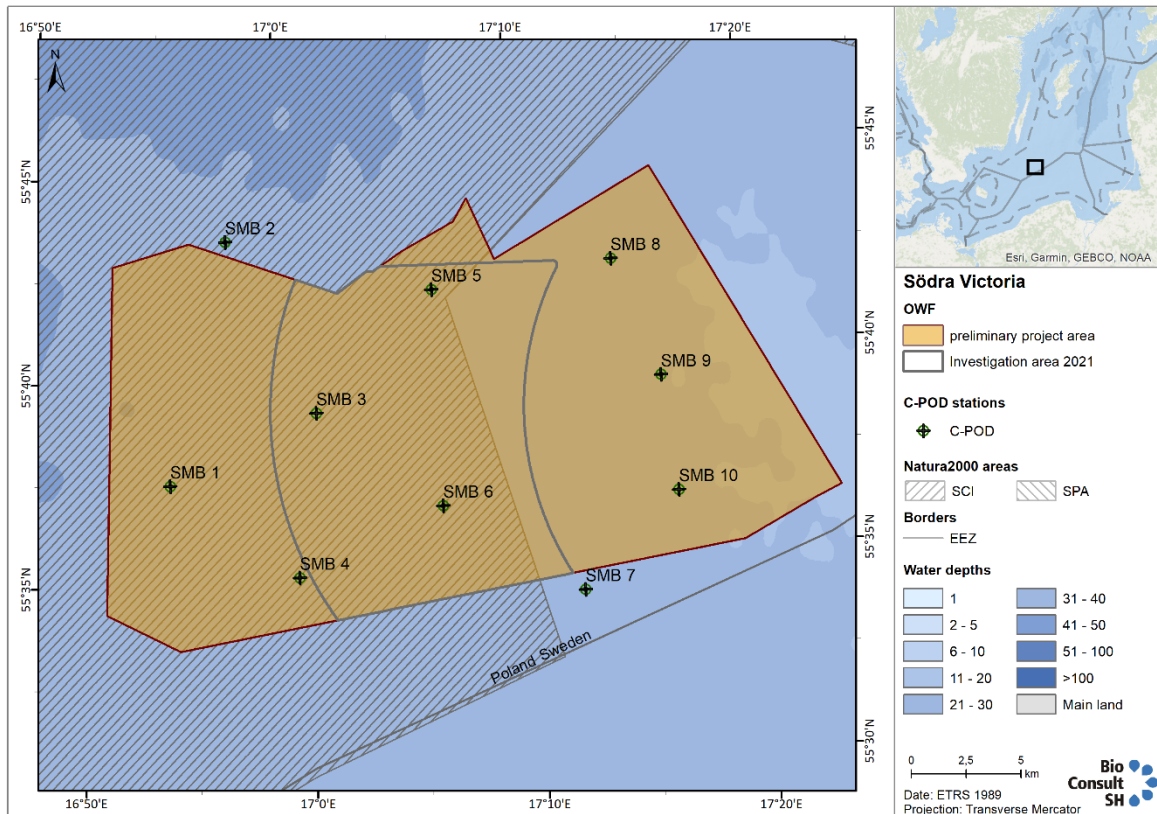 16°50'E
17°0'E
17°10'E
17°20'E
N
55°45'N
55°45'N
55°40'N
55°40'N
55°35'N
55°35'N
55°30'N
SMB 2
SMB 8
SMB 5
SMB 9
SMB 3
SMB 1
SMB 6
SMB 10
SMB 4
SMB 7
Poland Sweden
16°50'E
17°0'E
17°10'E
17°20'E
Esri, Garmin, GEBCO, NOAA
Södra Victoria
OWF
preliminary project area
Investigation area 2021
C-POD stations
C-POD
Natura2000 areas
SCI
SPA
Borders
EEZ
Water depths
1
31 - 40
2 - 5
41 - 50
6 - 10
51 - 100
11 - 20
>100
21 - 30
Main land
0 2,5 5
km
Date: ETRS 1989
Projection: Transverse Mercator
Bio
Consult
SH